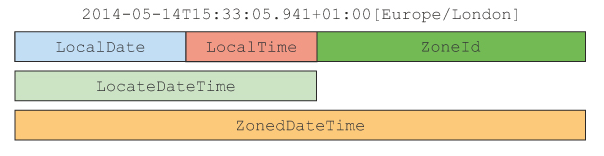 2014-05-14T15:33:05.941+01:00[Europe/London]
LocalDate LocalTime ZoneId
LocateDateTime
ZonedDateTime